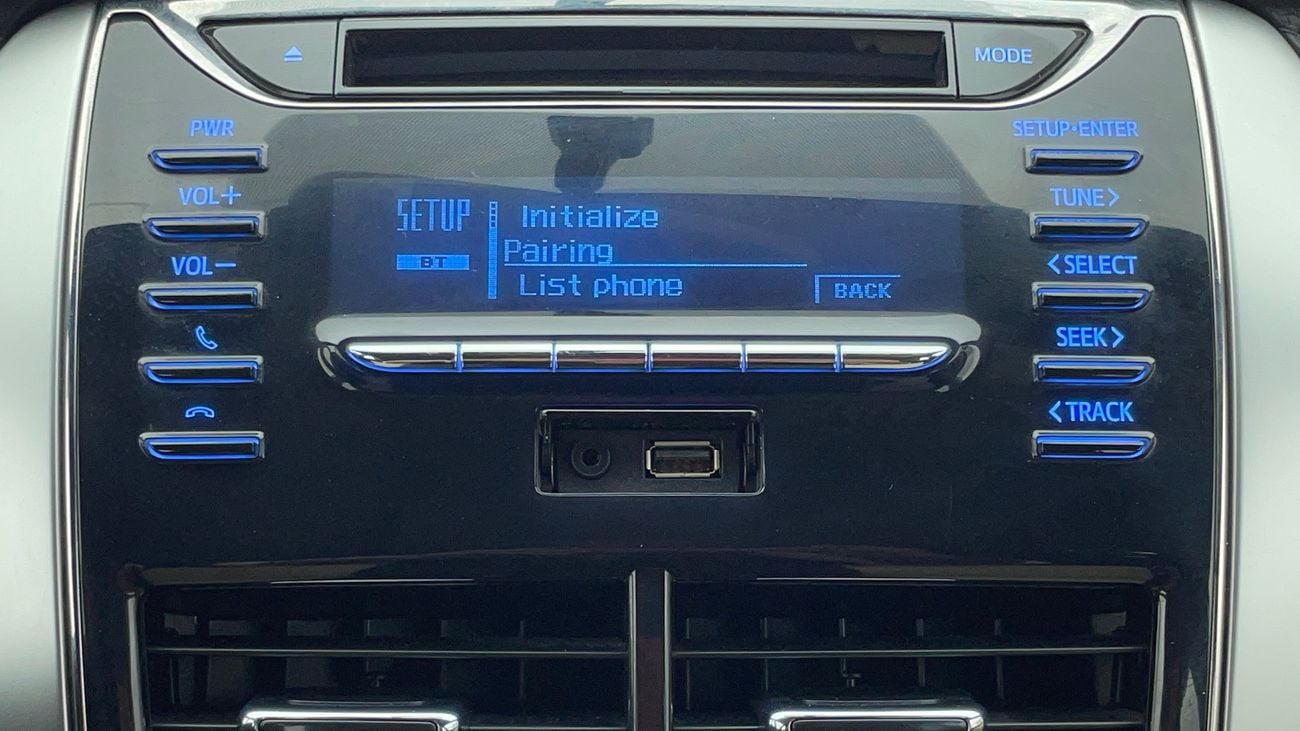 MODE
PWR
VOL+
VOL−
SETUP•ENTER
TUNE>
<SELECT
SEEK>
<TRACK
SETUP
BT
Initialize
Pairing
List phone
BACK